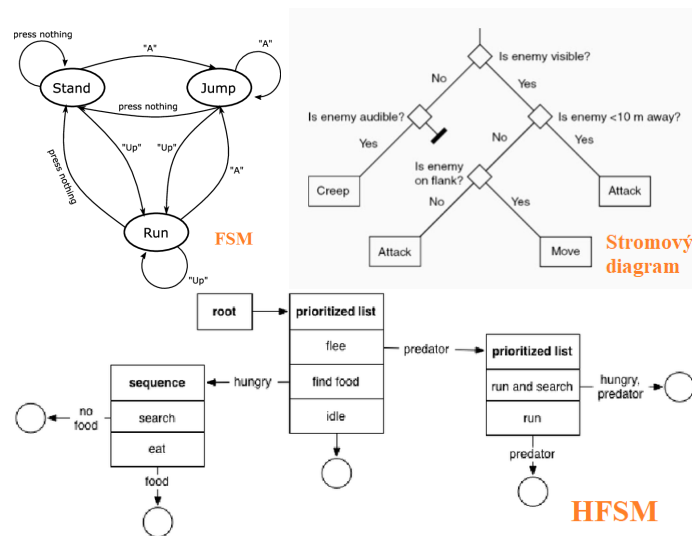 press nothing
"A"
"A"
Stand
Jump
press nothing
"Up"
"Up"
press nothing
"A"
Run
FSM
"Up"
Is enemy visible?
No
Yes
Is enemy audible?
Is enemy <10 m away?
Yes
No
Yes
Is enemy
on flank?
Creep
Attack
No
Yes
Attack
Move
Stromový
diagram
root
prioritized list
flee
predator
prioritized list
sequence
hungry
find food
run and search
hungry,
predator
no
food
search
idle
run
eat
food
predator
HFSM